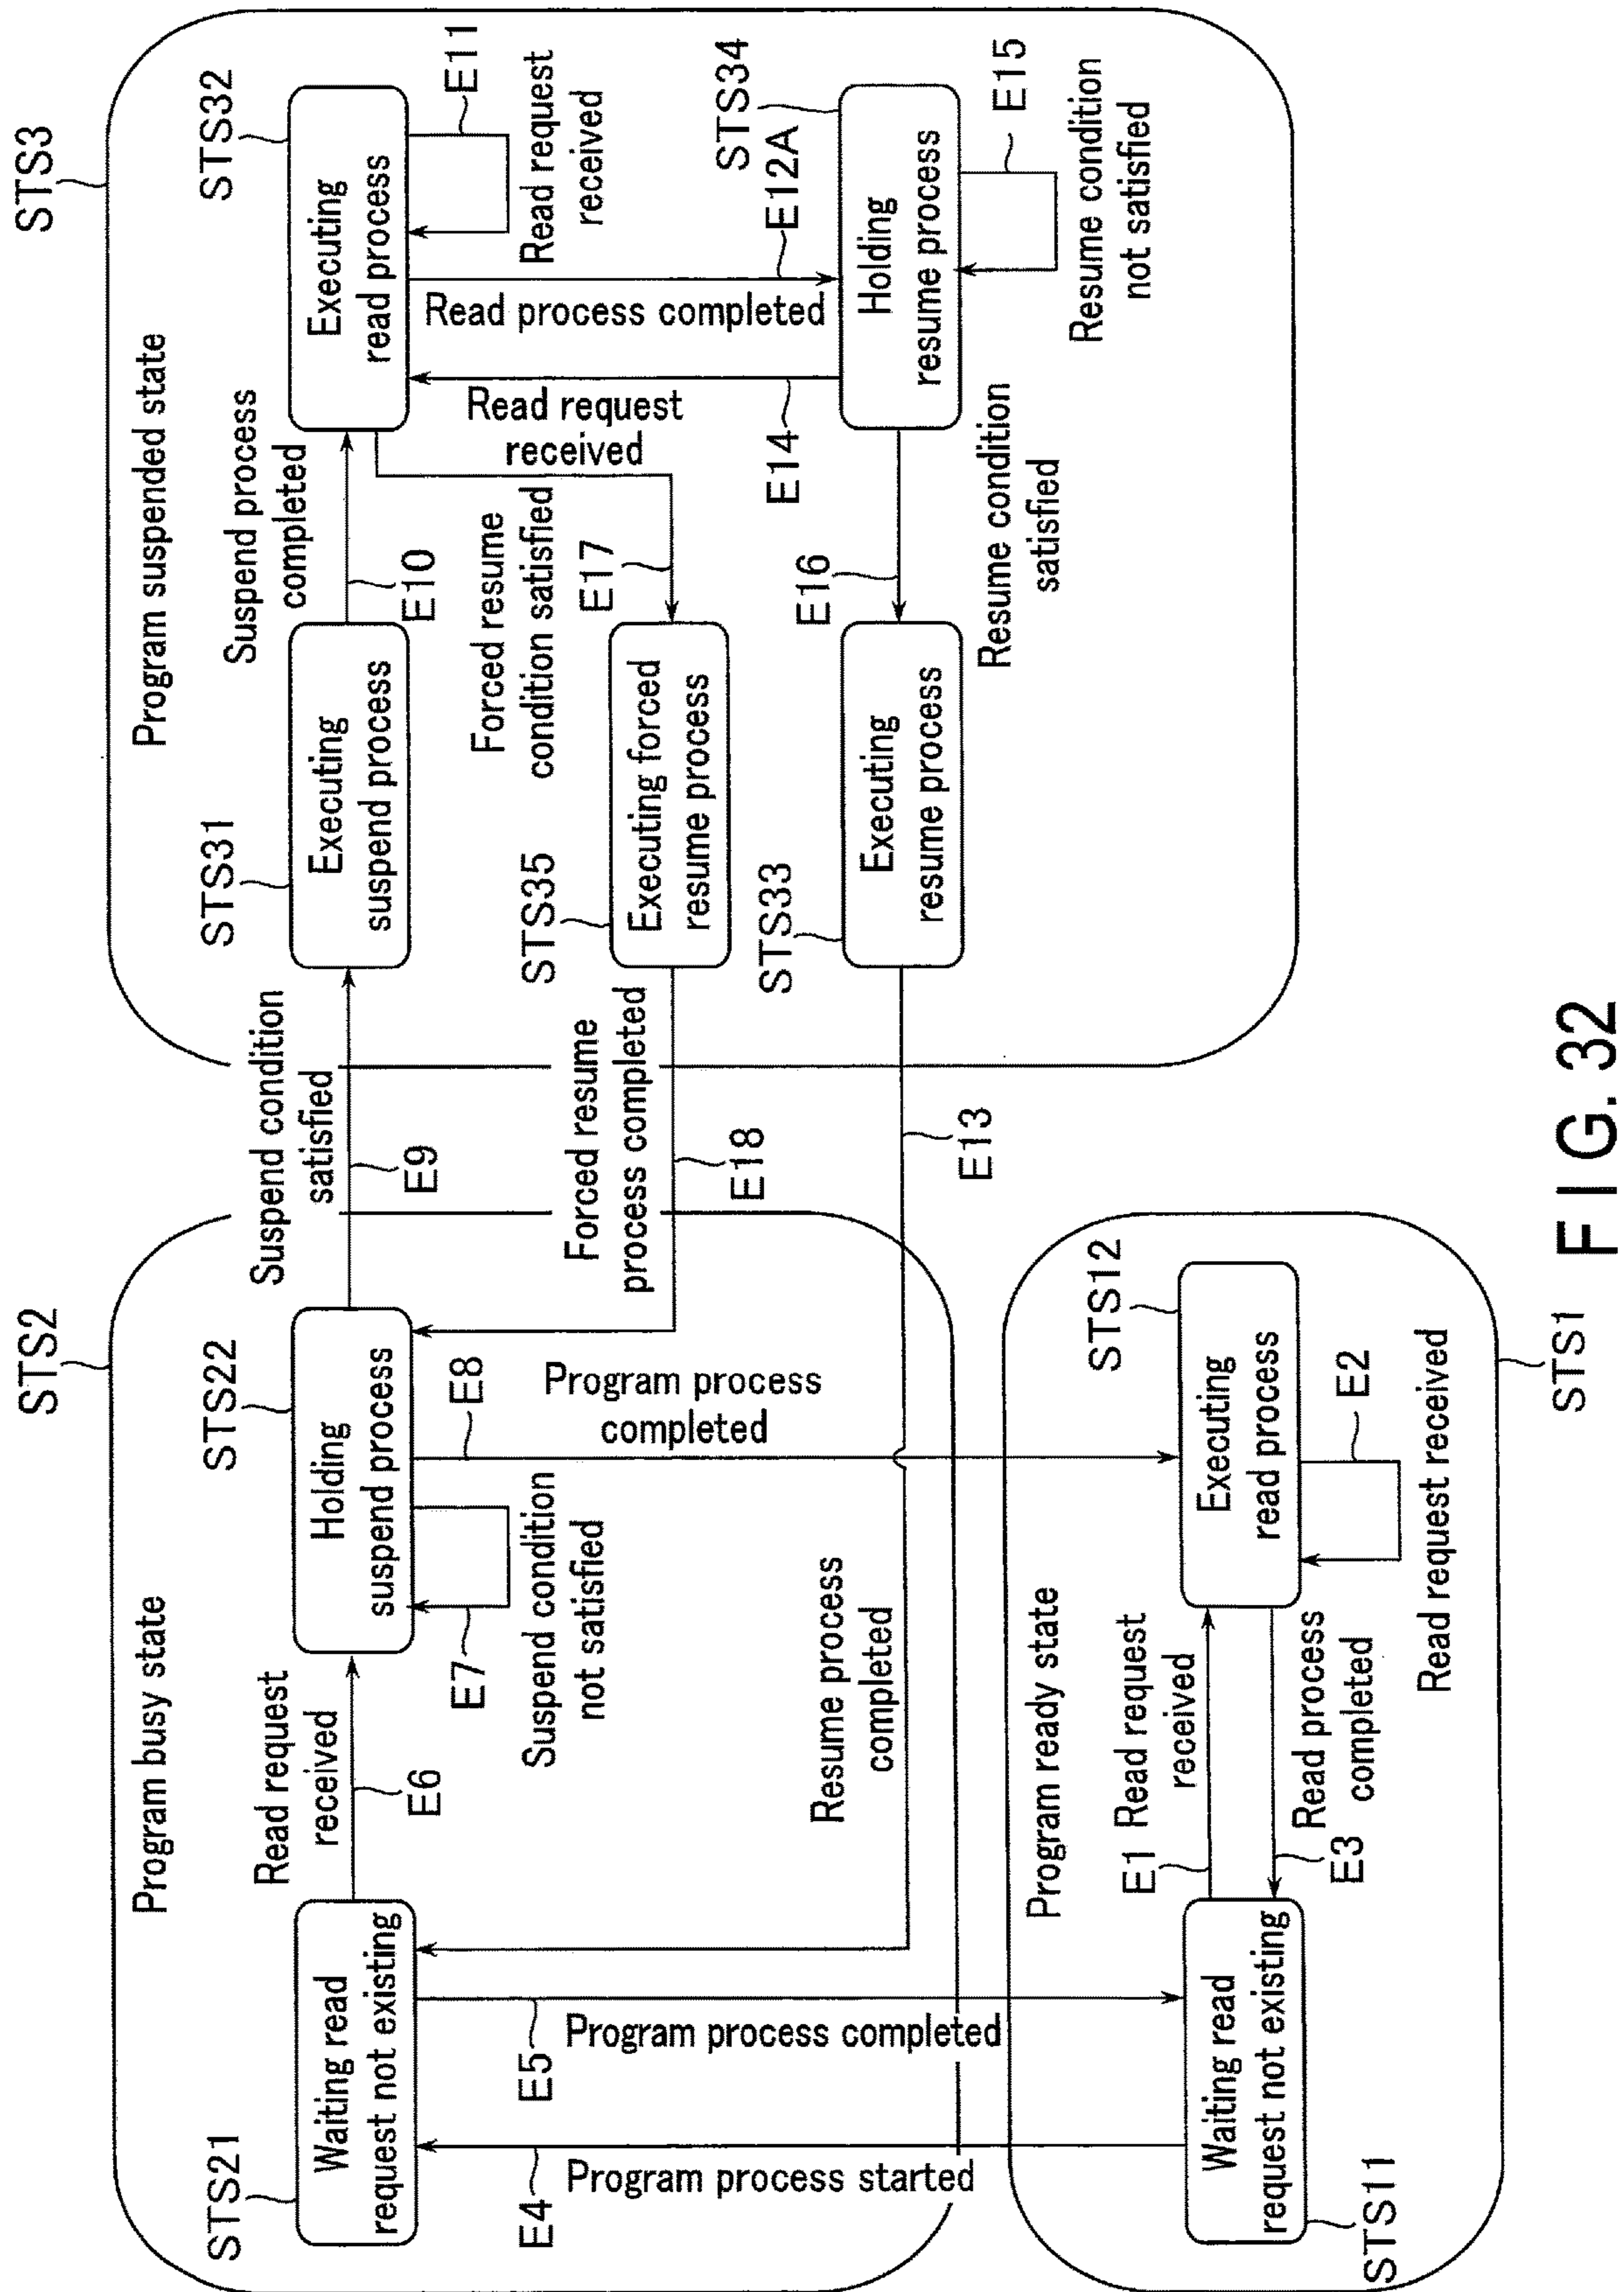 STS2
STS3
Program busy state
Program suspended state
STS21
Waiting read
request not existing
Read request
received
E6
STS22
Holding
suspend process
E7
Suspend condition
not satisfied
E8
Program process
completed
Suspend condition
satisfied
E9
STS31
Executing
suspend process
Suspend process
completed
E10
STS32
Executing
read process
E11
Read request
received
Forced resume
process completed
E18
STS35
Executing forced
resume process
Forced resume
condition satisfied
E17
Read request
received
E14
Read process completed
E12A
STS34
Holding
resume process
E15
Resume condition
not satisfied
E16
Resume condition
satisfied
STS33
Executing
resume process
E13
Resume process
completed
E4
Program process started
E5
Program process completed
Program ready state
STS11
Waiting read
request not existing
E1
Read request
received
E3
Read process
completed
STS12
Executing
read process
E2
Read request received
STS1
FIG. 32